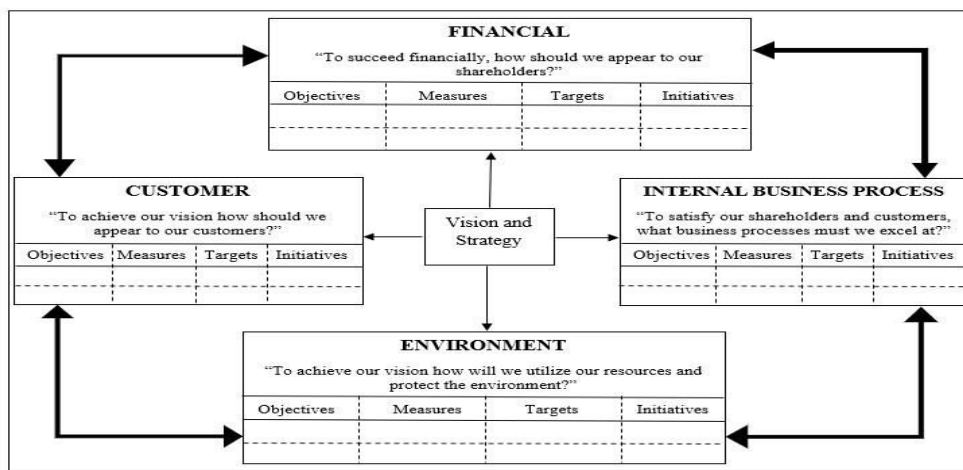 FINANCIAL
“To succeed financially, how should we appear to our
shareholders?”
Objectives Measures Targets Initiatives
CUSTOMER
“To achieve our vision how should we
appear to our customers?”
Objectives Measures Targets Initiatives
Vision and
Strategy
INTERNAL BUSINESS PROCESS
“To satisfy our shareholders and customers,
what business processes must we excel at?”
Objectives Measures Targets Initiatives
ENVIRONMENT
“To achieve our vision how will we utilize our resources and
protect the environment?”
Objectives Measures Targets Initiatives